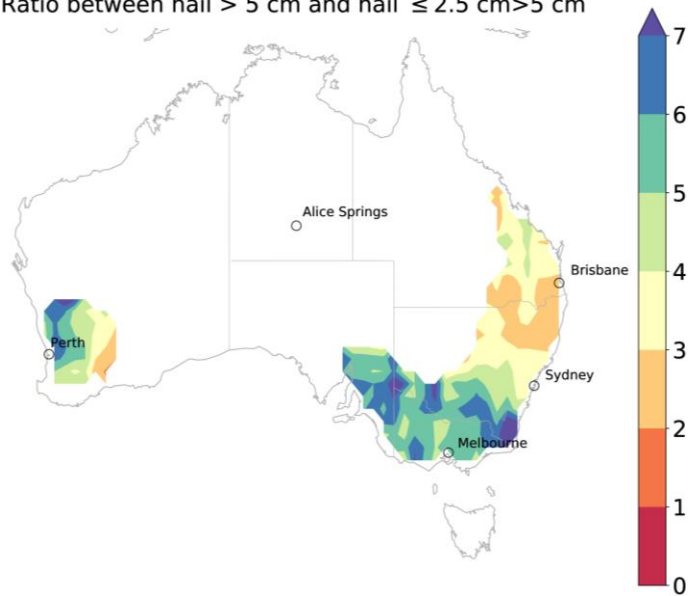 Ratio between hail > 5 cm and hail ≤ 2.5 cm>5 cm
7
6
Alice Springs
5
Brisbane
4
Perth
3
Sydney
2
Melbourne
1
0